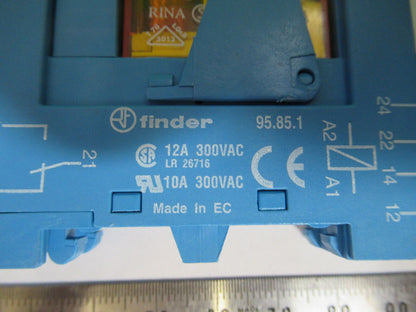 RINA
3013
finder 95.85.1
12A 300VAC
LR 26716
10A 300VAC
Made In EC
CE
21
A2
A1
24
22
14
12